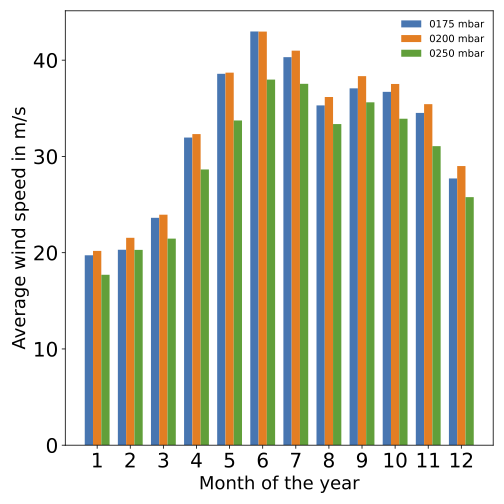 0175 mbar
0200 mbar
0250 mbar
Average wind speed in m/s
40
30
20
10
0
1 2 3 4 5 6 7 8 9 10 11 12
Month of the year